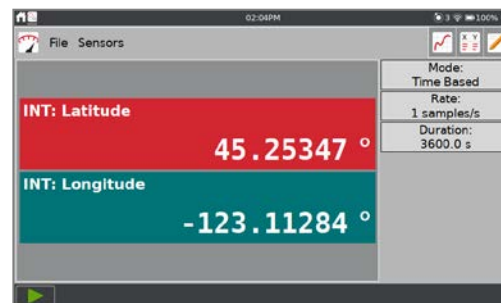 02:04PM
3
100%
File Sensors
X Y
Mode:
Time Based
Rate:
1 samples/s
Duration:
3600.0 s
INT: Latitude
45.25347 °
INT: Longitude
-123.11284 °